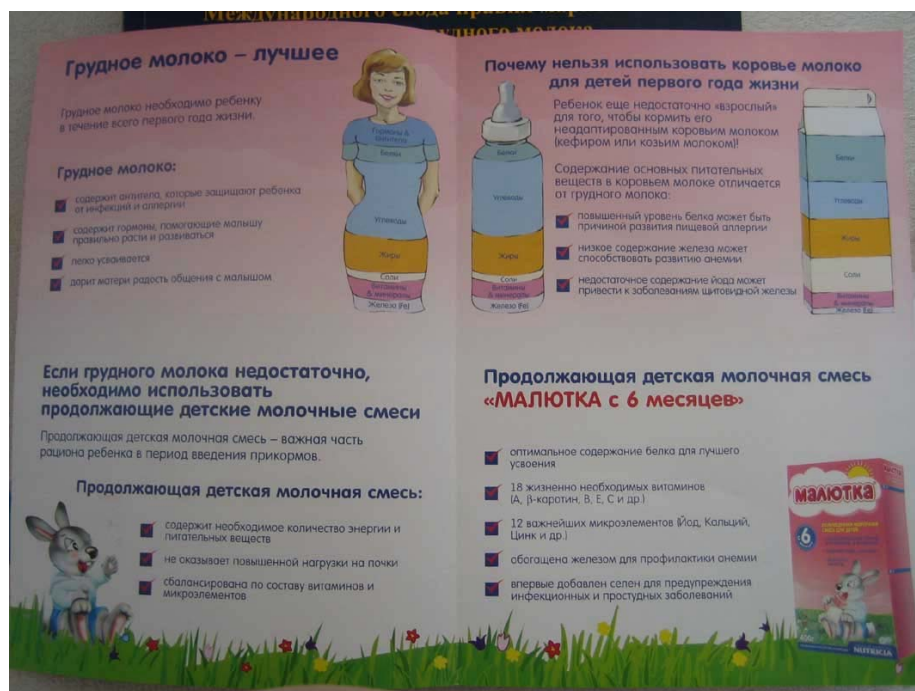 Международного свода правил
грудного молока
Грудное молоко – лучшее
Грудное молоко необходимо ребенку
в течение всего первого года жизни.
Грудное молоко:
содержит антитела, которые защищают ребенка
от инфекций и аллергии
содержит гормоны, помогающие малышу
правильно расти и развиваться
легко усваивается
дарит матери радость общения с малышом
Гормоны &
Белки
Углеводы
Жиры
Соли
Витамины
& минералы
Железо (Fe)
Почему нельзя использовать коровье молоко
для детей первого года жизни
Ребенок еще недостаточно «взрослый»
для того, чтобы кормить его
неадаптированным коровьим молоком
(кефиром или козьим молоком)!
Содержание основных питательных
веществ в коровьем молоке отличается
от грудного молока:
повышенный уровень белка может быть
причиной развития пищевой аллергии
низкое содержание железа может
способствовать развитию анемии
недостаточное содержание йода может
привести к заболеваниям щитовидной железы
Белки
Углеводы
Жиры
Соли
Витамины
& минералы
Железо (Fe)
Белки
Углеводы
Жиры
Соли
Витамины
& минералы
Железо (Fe)
Если грудного молока недостаточно,
необходимо использовать
продолжающие детские молочные смеси
Продолжающая детская молочная смесь – важная часть
рациона ребенка в период введения прикормов.
Продолжающая детская молочная смесь:
содержит необходимое количество энергии и
питательных веществ
не оказывает повышенной нагрузки на почки
сбалансирована по составу витаминов и
микроэлементов
Продолжающая детская молочная смесь
«МАЛЮТКА с 6 месяцев»
оптимальное содержание белка для лучшего
усвоения
18 жизненно необходимых витаминов
(А, β-каротин, В, Е, С и др.)
12 важнейших микроэлементов (Йод, Кальций,
Цинк и др.)
обогащена железом для профилактики анемии
впервые добавлен селен для предупреждения
инфекционных и простудных заболеваний
МАЛЮТКА
6
NUTRICIA